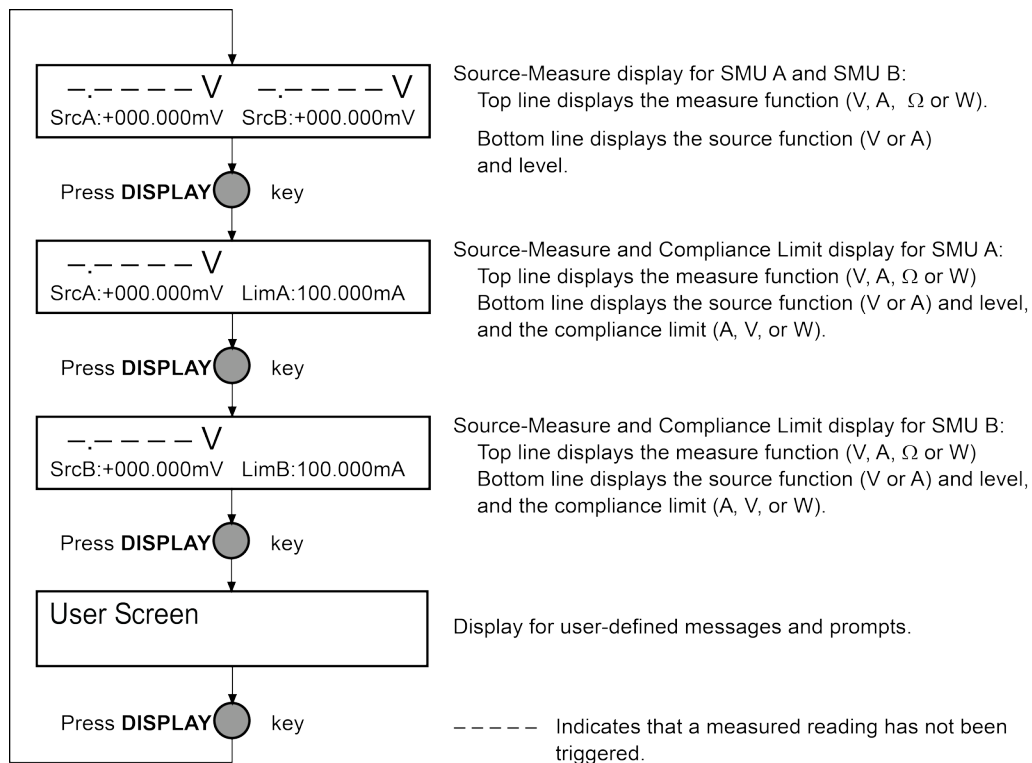 –.– – – – V –.– – – – V
SrcA:+000.000mV SrcB:+000.000mV
Source-Measure display for SMU A and SMU B:
Top line displays the measure function (V, A, Ω or W).
Bottom line displays the source function (V or A)
and level.
Press DISPLAY key
–.– – – – V
SrcA:+000.000mV LimA:100.000mA
Source-Measure and Compliance Limit display for SMU A:
Top line displays the measure function (V, A, Ω or W)
Bottom line displays the source function (V or A) and level,
and the compliance limit (A, V, or W).
Press DISPLAY key
–.– – – – V
SrcB:+000.000mV LimB:100.000mA
Source-Measure and Compliance Limit display for SMU B:
Top line displays the measure function (V, A, Ω or W)
Bottom line displays the source function (V or A) and level,
and the compliance limit (A, V, or W).
Press DISPLAY key
User Screen
Display for user-defined messages and prompts.
Press DISPLAY key
– – – – – Indicates that a measured reading has not been
triggered.